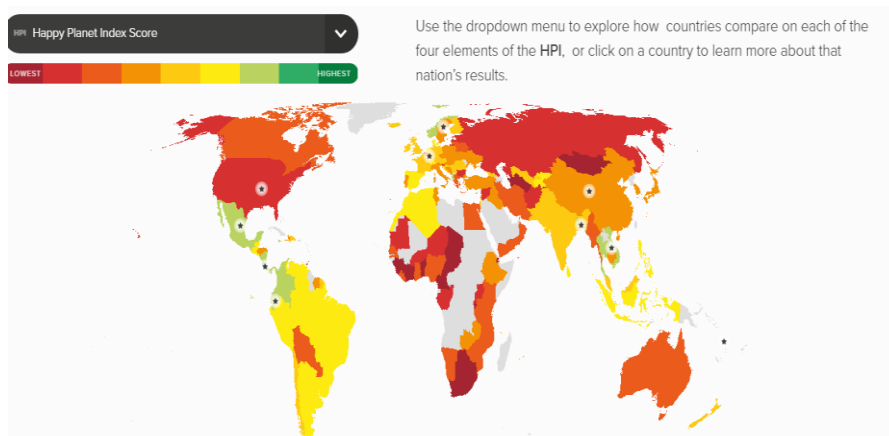 HPI Happy Planet Index Score
LOWEST HIGHEST
Use the dropdown menu to explore how countries compare on each of the
four elements of the HPI, or click on a country to learn more about that
nation's results.